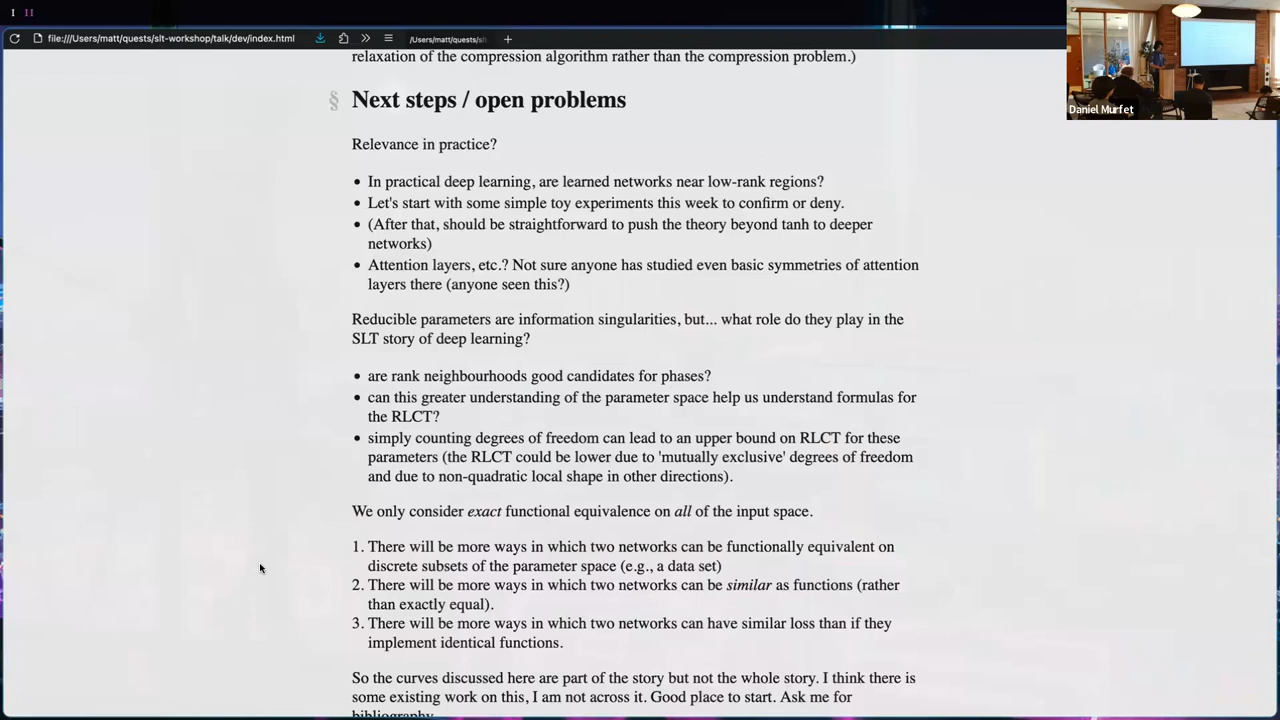 file:///Users/matt/quests/slt-workshop/talk/dev/index.html
/Users/matt/quests/slt
Daniel Murfet
relaxation of the compression algorithm rather than the compression problem.)
§ Next steps / open problems
Relevance in practice?
• In practical deep learning, are learned networks near low-rank regions?
• Let's start with some simple toy experiments this week to confirm or deny.
• (After that, should be straightforward to push the theory beyond tanh to deeper
networks)
• Attention layers, etc.? Not sure anyone has studied even basic symmetries of attention
layers there (anyone seen this?)
Reducible parameters are information singularities, but... what role do they play in the
SLT story of deep learning?
• are rank neighbourhoods good candidates for phases?
• can this greater understanding of the parameter space help us understand formulas for
the RLCT?
• simply counting degrees of freedom can lead to an upper bound on RLCT for these
parameters (the RLCT could be lower due to 'mutually exclusive' degrees of freedom
and due to non-quadratic local shape in other directions).
We only consider exact functional equivalence on all of the input space.
1. There will be more ways in which two networks can be functionally equivalent on
discrete subsets of the parameter space (e.g., a data set)
2. There will be more ways in which two networks can be similar as functions (rather
than exactly equal).
3. There will be more ways in which two networks can have similar loss than if they
implement identical functions.
So the curves discussed here are part of the story but not the whole story. I think there is
some existing work on this, I am not across it. Good place to start. Ask me for
bibliography